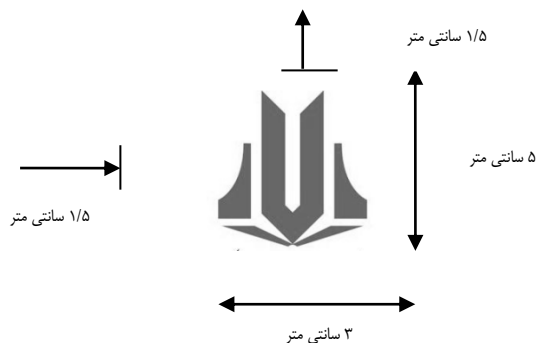 ۱/۵ سانتی متر
۵ سانتی متر
۱/۵ سانتی متر
۳ سانتی متر